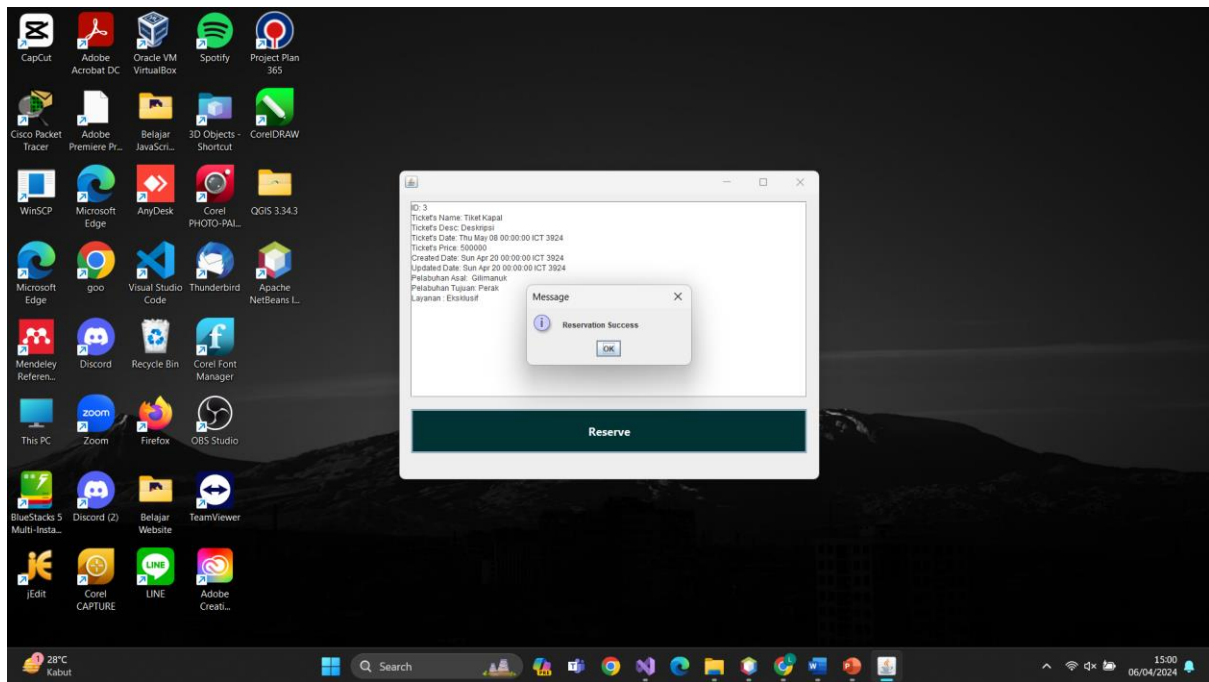 CapCut
Adobe
Acrobat DC
Oracle VM
VirtualBox
Spotify
Project Plan
365
Cisco Packet
Tracer
Adobe
Premiere Pr...
Belajar
JavaScri...
3D Objects -
Shortcut
CorelDRAW
WinSCP
Microsoft
Edge
AnyDesk
Corel
PHOTO-PAI...
QGIS 3.34.3
Microsoft
Edge
goo
Visual Studio
Code
Thunderbird
Apache
NetBeans I...
Mendeley
Referen...
Discord
Recycle Bin
Corel Font
Manager
This PC
zoom
Zoom
Firefox
OBS Studio
BlueStacks 5
Multi-Insta...
Discord (2)
Belajar
Website
TeamViewer
jEdit
Corel
CAPTURE
LINE
LINE
Adobe
Creati...
ID: 3
Ticket's Name: Tiket Kapal
Ticket's Desc: Deskripsi
Ticket's Date: Thu May 08 00:00:00 ICT 3924
Ticket's Price: 500000
Created Date: Sun Apr 20 00:00:00 ICT 3924
Updated Date: Sun Apr 20 00:00:00 ICT 3924
Pelabuhan Asal: Gilimanuk
Pelabuhan Tujuan: Perak
Layanan : Eksklusif
Message
Reservation Success
OK
Reserve
1
28°C
Kabut
Search
15:00
06/04/2024